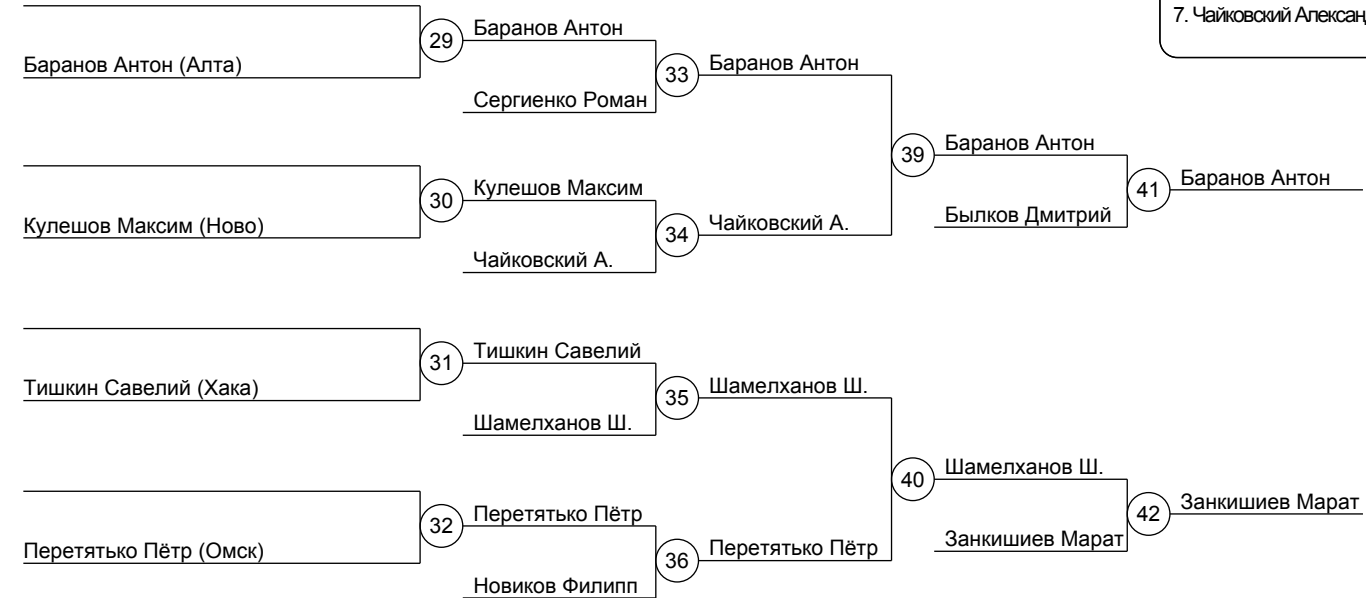 7. Чайковский Алексан
29
Баранов Антон
Баранов Антон (Алта)
33
Баранов Антон
Сергиенко Роман
39
Баранов Антон
30
Кулешов Максим
41
Баранов Антон
Кулешов Максим (Ново)
34
Чайковский А.
Былков Дмитрий
Чайковский А.
31
Тишкин Савелий
Тишкин Савелий (Хака)
35
Шамелханов Ш.
Шамелханов Ш.
40
Шамелханов Ш.
32
Перетятько Пётр
42
Занкишиев Марат
Перетятько Пётр (Омск)
36
Перетятько Пётр
Занкишиев Марат
Новиков Филипп